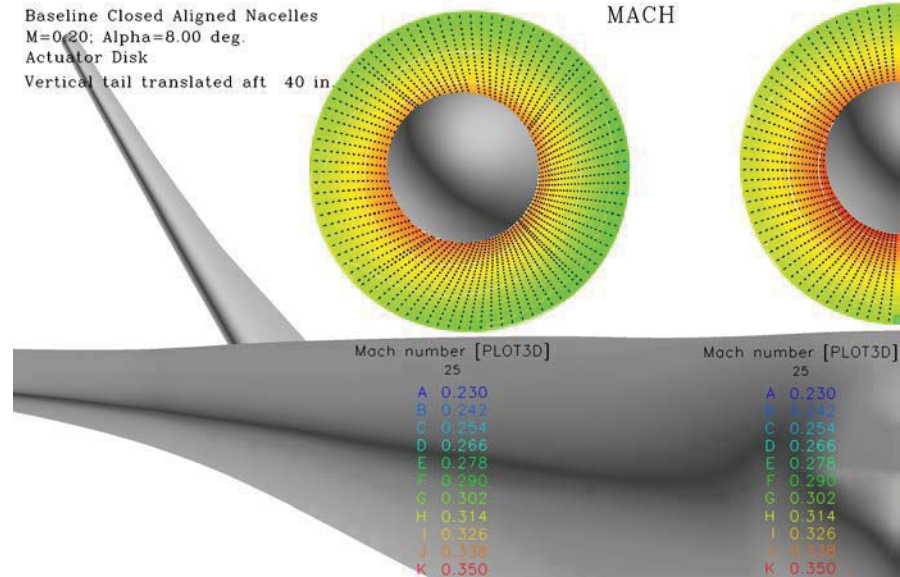 Baseline Closed Aligned Nacelles
MACH
M=0.20; Alpha=8.00 deg.
Actuator Disk
Vertical tail translated aft 40 in.
Mach number [PLOT3D]
25
A 0.230
B 0.242
C 0.254
D 0.266
E 0.278
F 0.290
G 0.302
H 0.314
I 0.326
J 0.338
K 0.350
Mach number [PLOT3D]
25
A 0.230
B 0.242
C 0.254
D 0.266
E 0.278
F 0.290
G 0.302
H 0.314
I 0.326
J 0.338
K 0.350